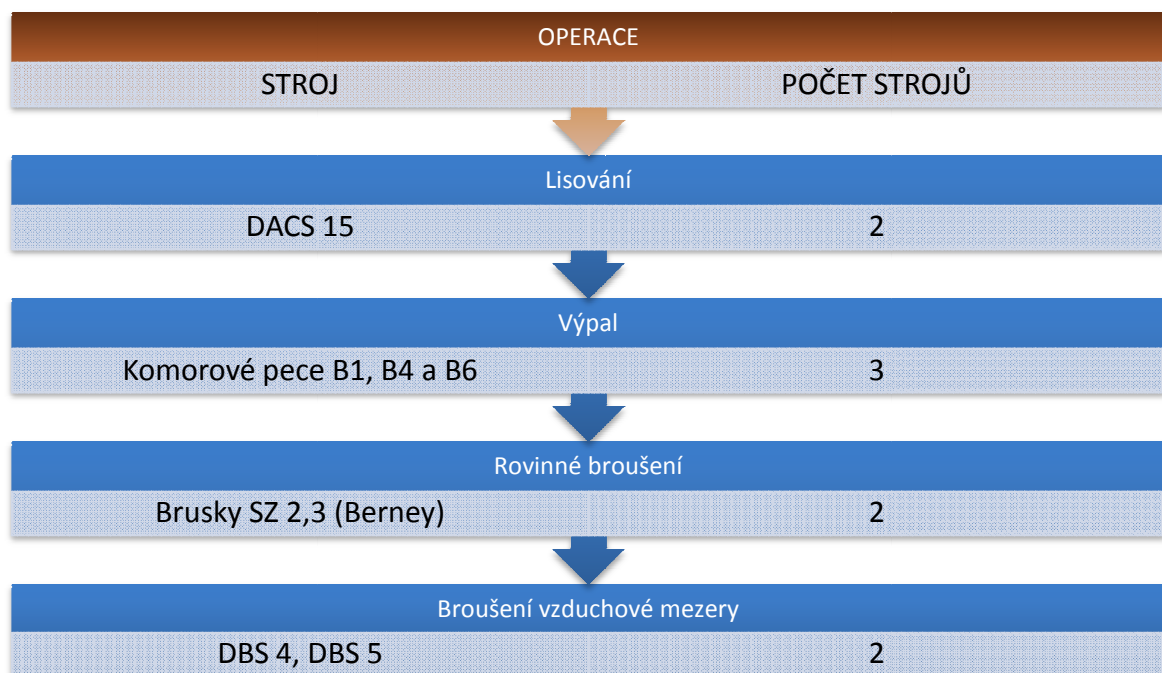 OPERACE
STROJ POČET STROJŮ
Lisování
DACS 15 2
Výpal
Komorové pece B1, B4 a B6 3
Rovinné broušení
Brusky SZ 2,3 (Berney) 2
Broušení vzduchové mezery
DBS 4, DBS 5 2